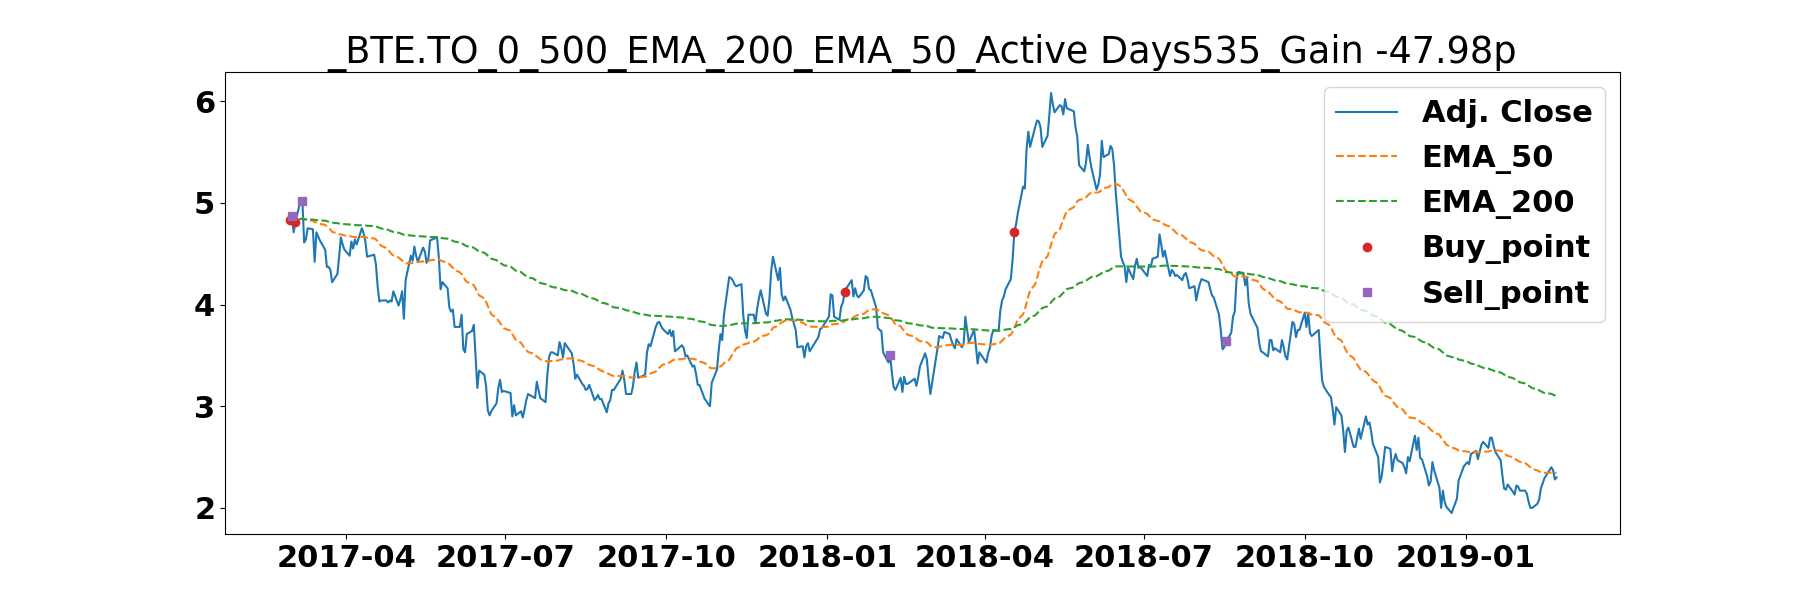 _BTE.TO_0_500_EMA_200_EMA_50_Active Days535_Gain -47.98p
6
5
4
3
2
Adj. Close
EMA_50
EMA_200
Buy_point
Sell_point
2017-04 2017-07 2017-10 2018-01 2018-04 2018-07 2018-10 2019-01